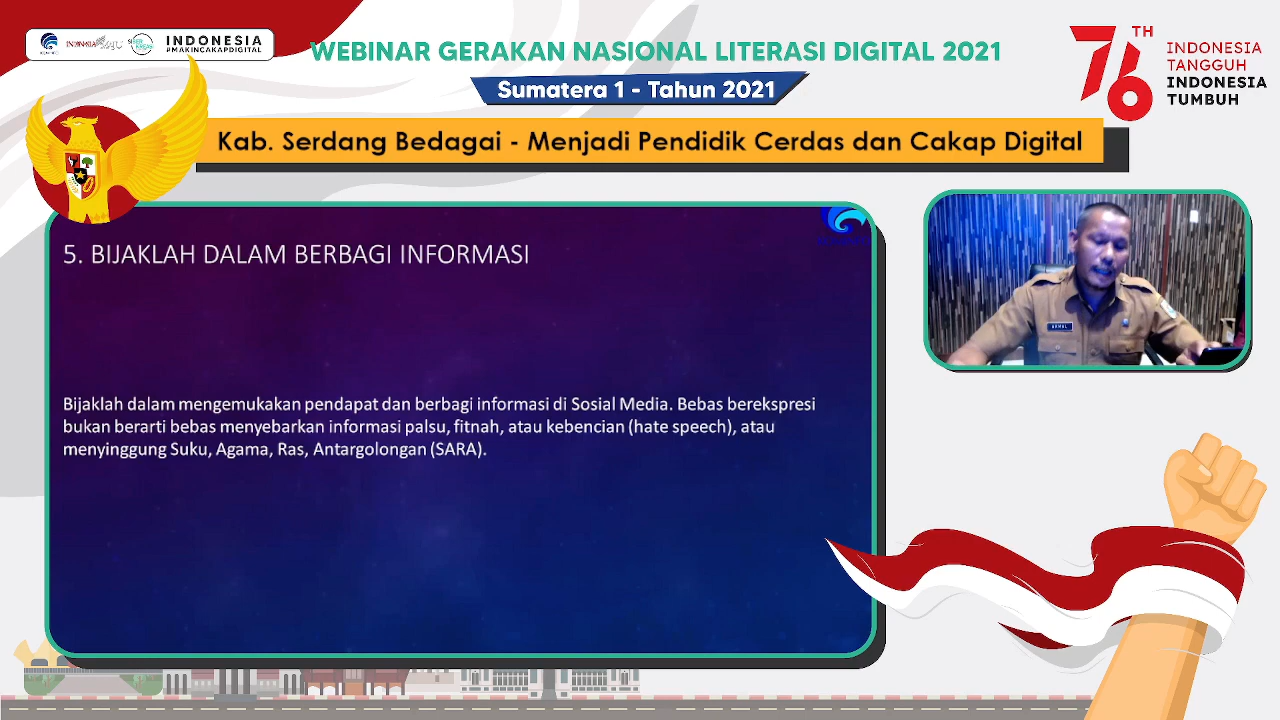 INDONESIA
#MAKINCAKAPDIGITAL
WEBINAR GERAKAN NASIONAL LITERASI DIGITAL 2021
Sumatera 1 - Tahun 2021
76 TH
INDONESIA
TANGGUH
INDONESIA
TUMBUH
Kab. Serdang Bedagai - Menjadi Pendidik Cerdas dan Cakap Digital
5. BIJAKLAH DALAM BERBAGI INFORMASI
Bijaklah dalam mengemukakan pendapat dan berbagi informasi di Sosial Media. Bebas berekspresi
bukan berarti bebas menyebarkan informasi palsu, fitnah, atau kebencian (hate speech), atau
menyinggung Suku, Agama, Ras, Antargolongan (SARA).
AKMAL